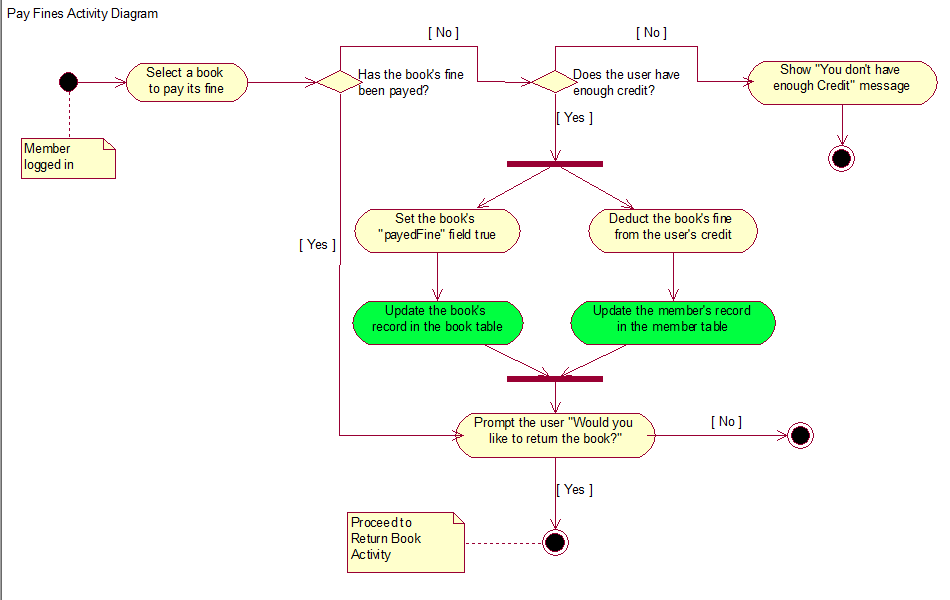 Pay Fines Activity Diagram
[ No ]
[ No ]
Select a book
to pay its fine
Has the book's fine
been payed?
Does the user have
enough credit?
Show "You don't have
enough Credit" message
[ Yes ]
Member
logged in
Set the book's
"payedFine" field true
Deduct the book's fine
from the user's credit
[ Yes ]
Update the book's
record in the book table
Update the member's record
in the member table
Prompt the user "Would you
like to return the book?"
[ No ]
[ Yes ]
Proceed to
Return Book
Activity